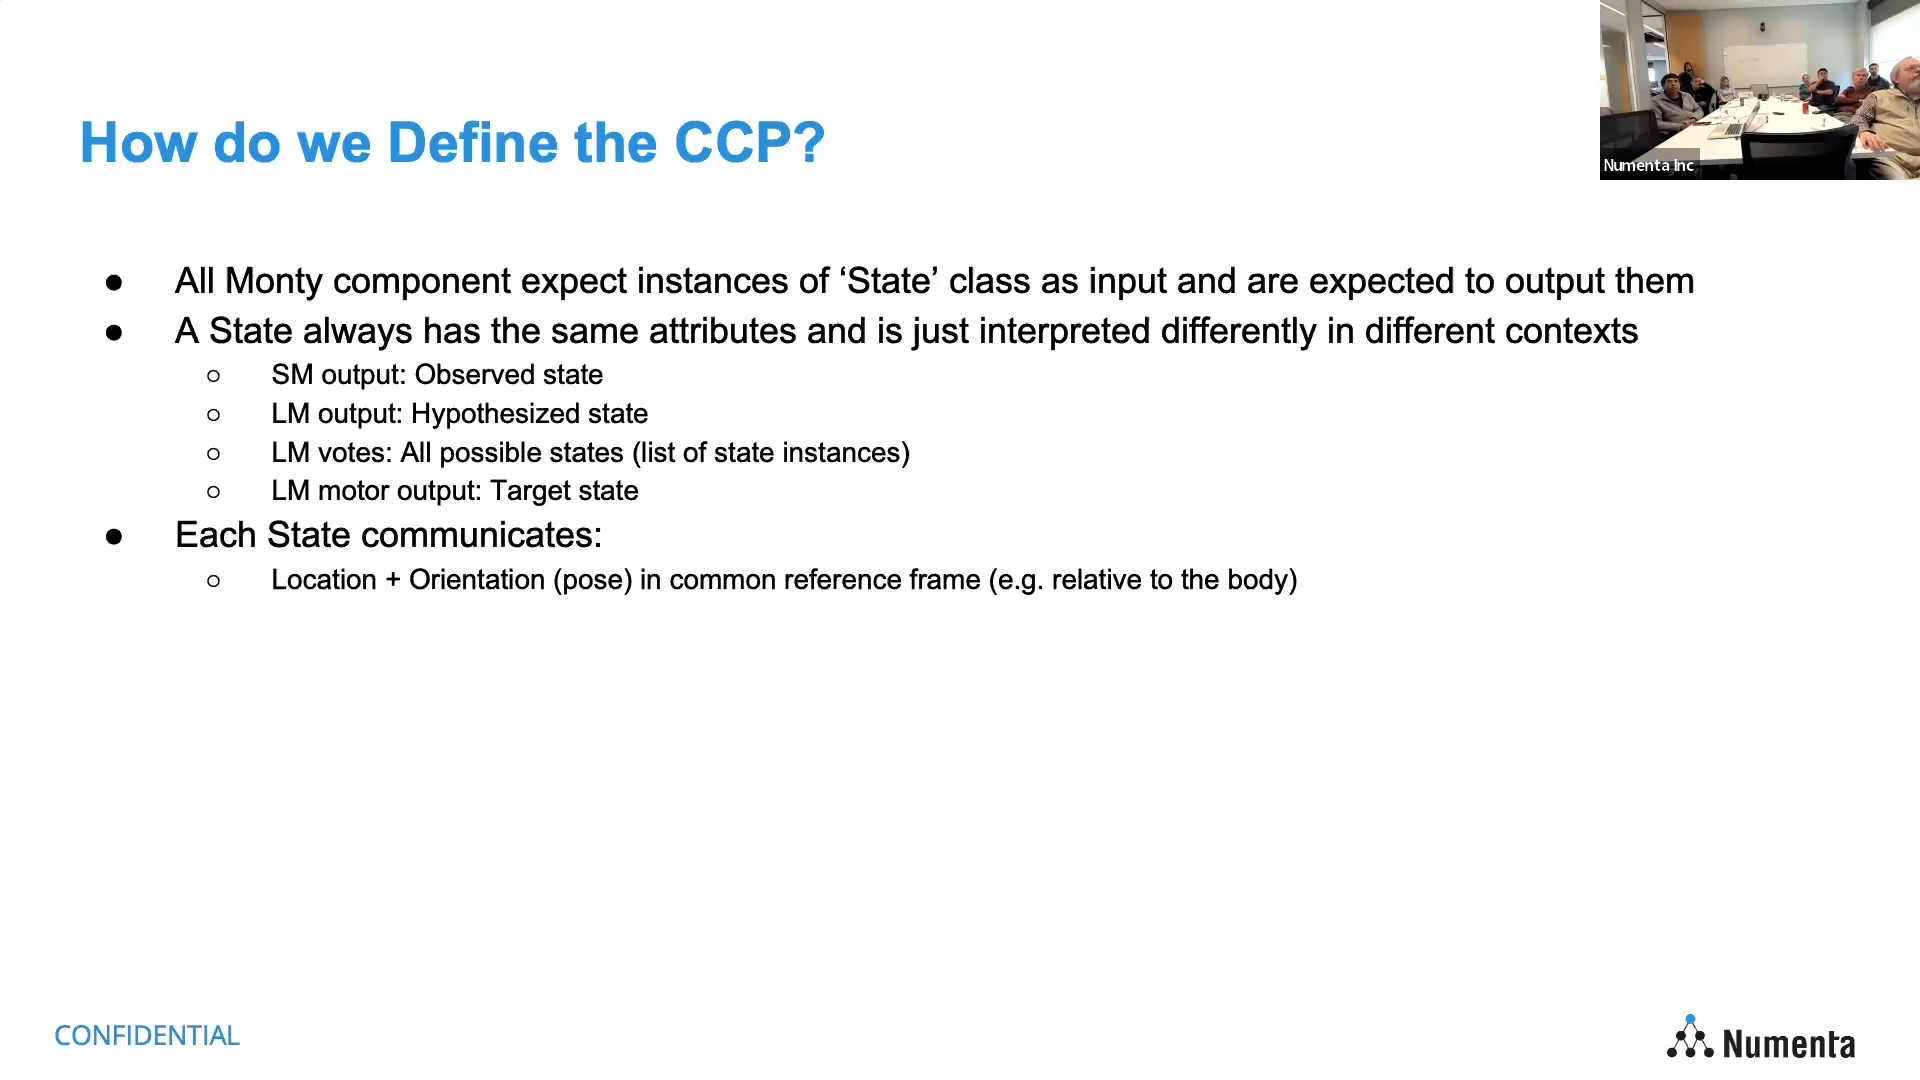 How do we Define the CCP?
Numenta Inc
● All Monty component expect instances of ‘State’ class as input and are expected to output them
● A State always has the same attributes and is just interpreted differently in different contexts
○ SM output: Observed state
○ LM output: Hypothesized state
○ LM votes: All possible states (list of state instances)
○ LM motor output: Target state
● Each State communicates:
○ Location + Orientation (pose) in common reference frame (e.g. relative to the body)
CONFIDENTIAL
Numenta